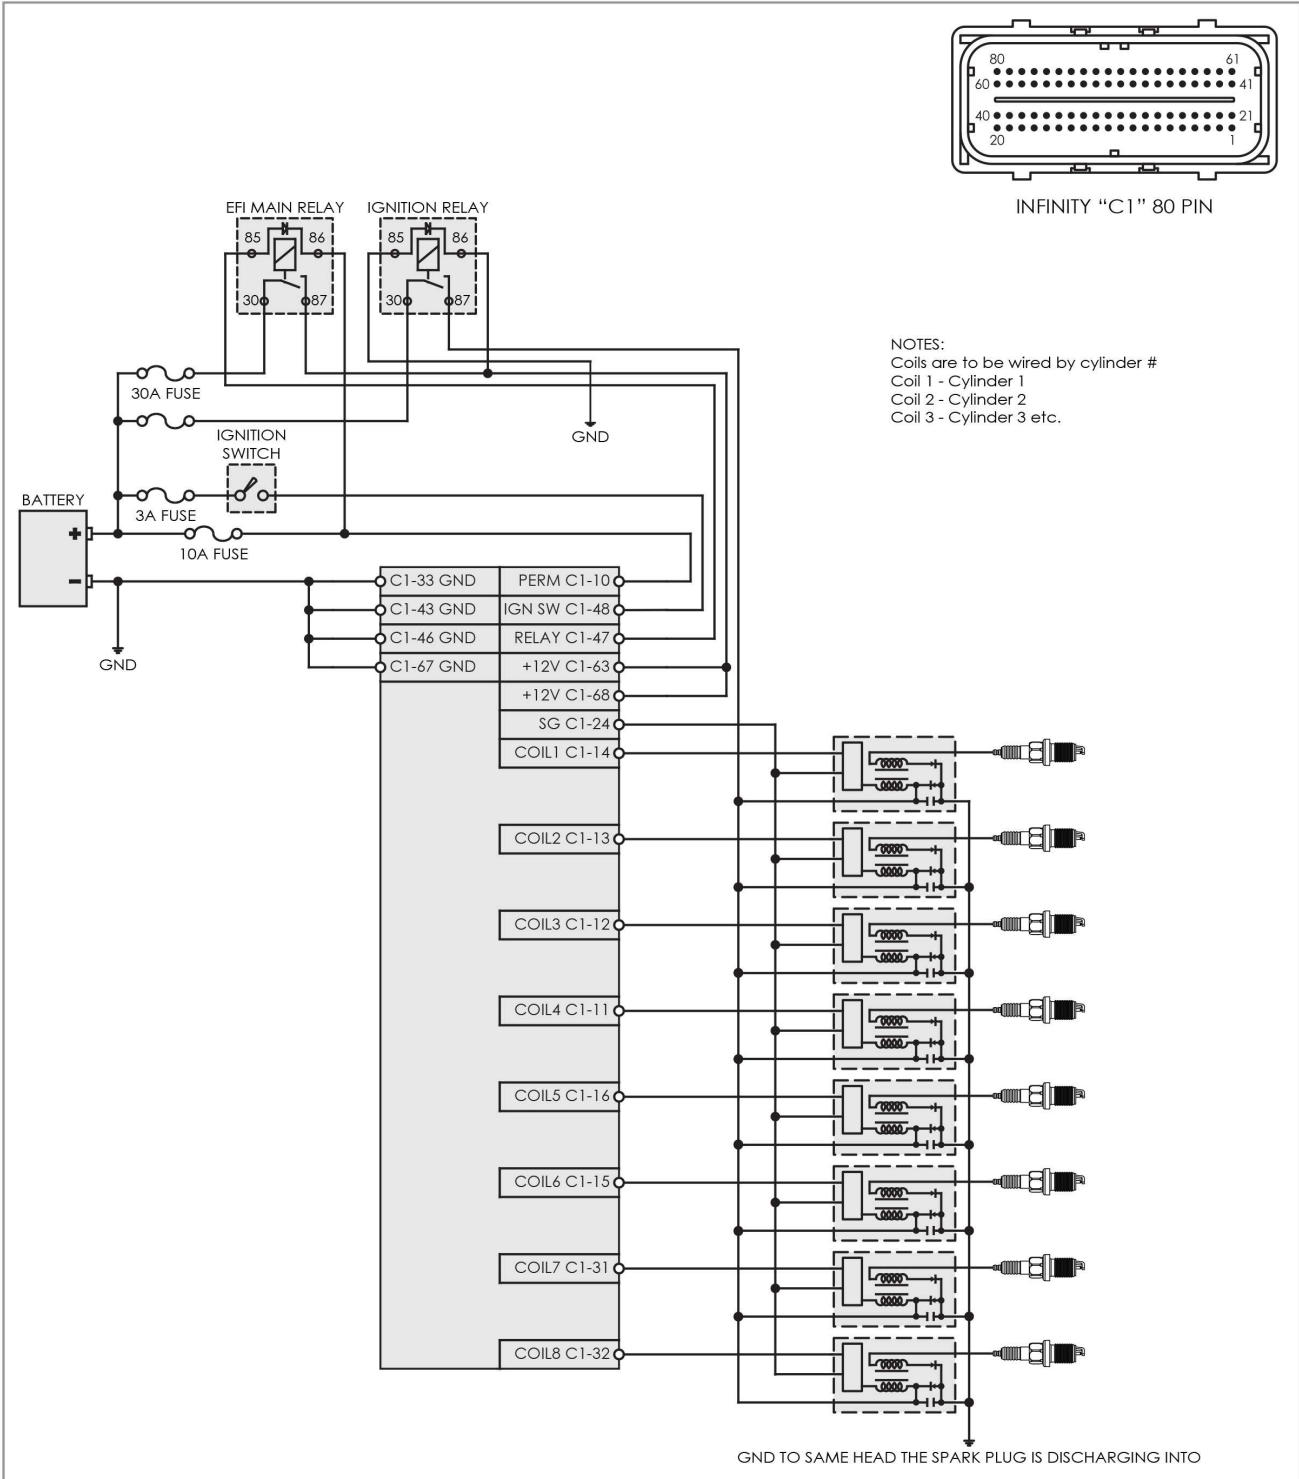 80 61
60 41
40 21
20 1
INFINITY “C1” 80 PIN
EFI MAIN RELAY IGNITION RELAY
85 86 85 86
30 87 30 87
NOTES:
Coils are to be wired by cylinder #
Coil 1 - Cylinder 1
Coil 2 - Cylinder 2
Coil 3 - Cylinder 3 etc.
30A FUSE
GND
IGNITION
SWITCH
BATTERY
3A FUSE
+
10A FUSE
-
GND
C1-33 GND PERM C1-10
C1-43 GND IGN SW C1-48
C1-46 GND RELAY C1-47
C1-67 GND +12V C1-63
+12V C1-68
SG C1-24
COIL1 C1-14
COIL2 C1-13
COIL3 C1-12
COIL4 C1-11
COIL5 C1-16
COIL6 C1-15
COIL7 C1-31
COIL8 C1-32
GND TO SAME HEAD THE SPARK PLUG IS DISCHARGING INTO